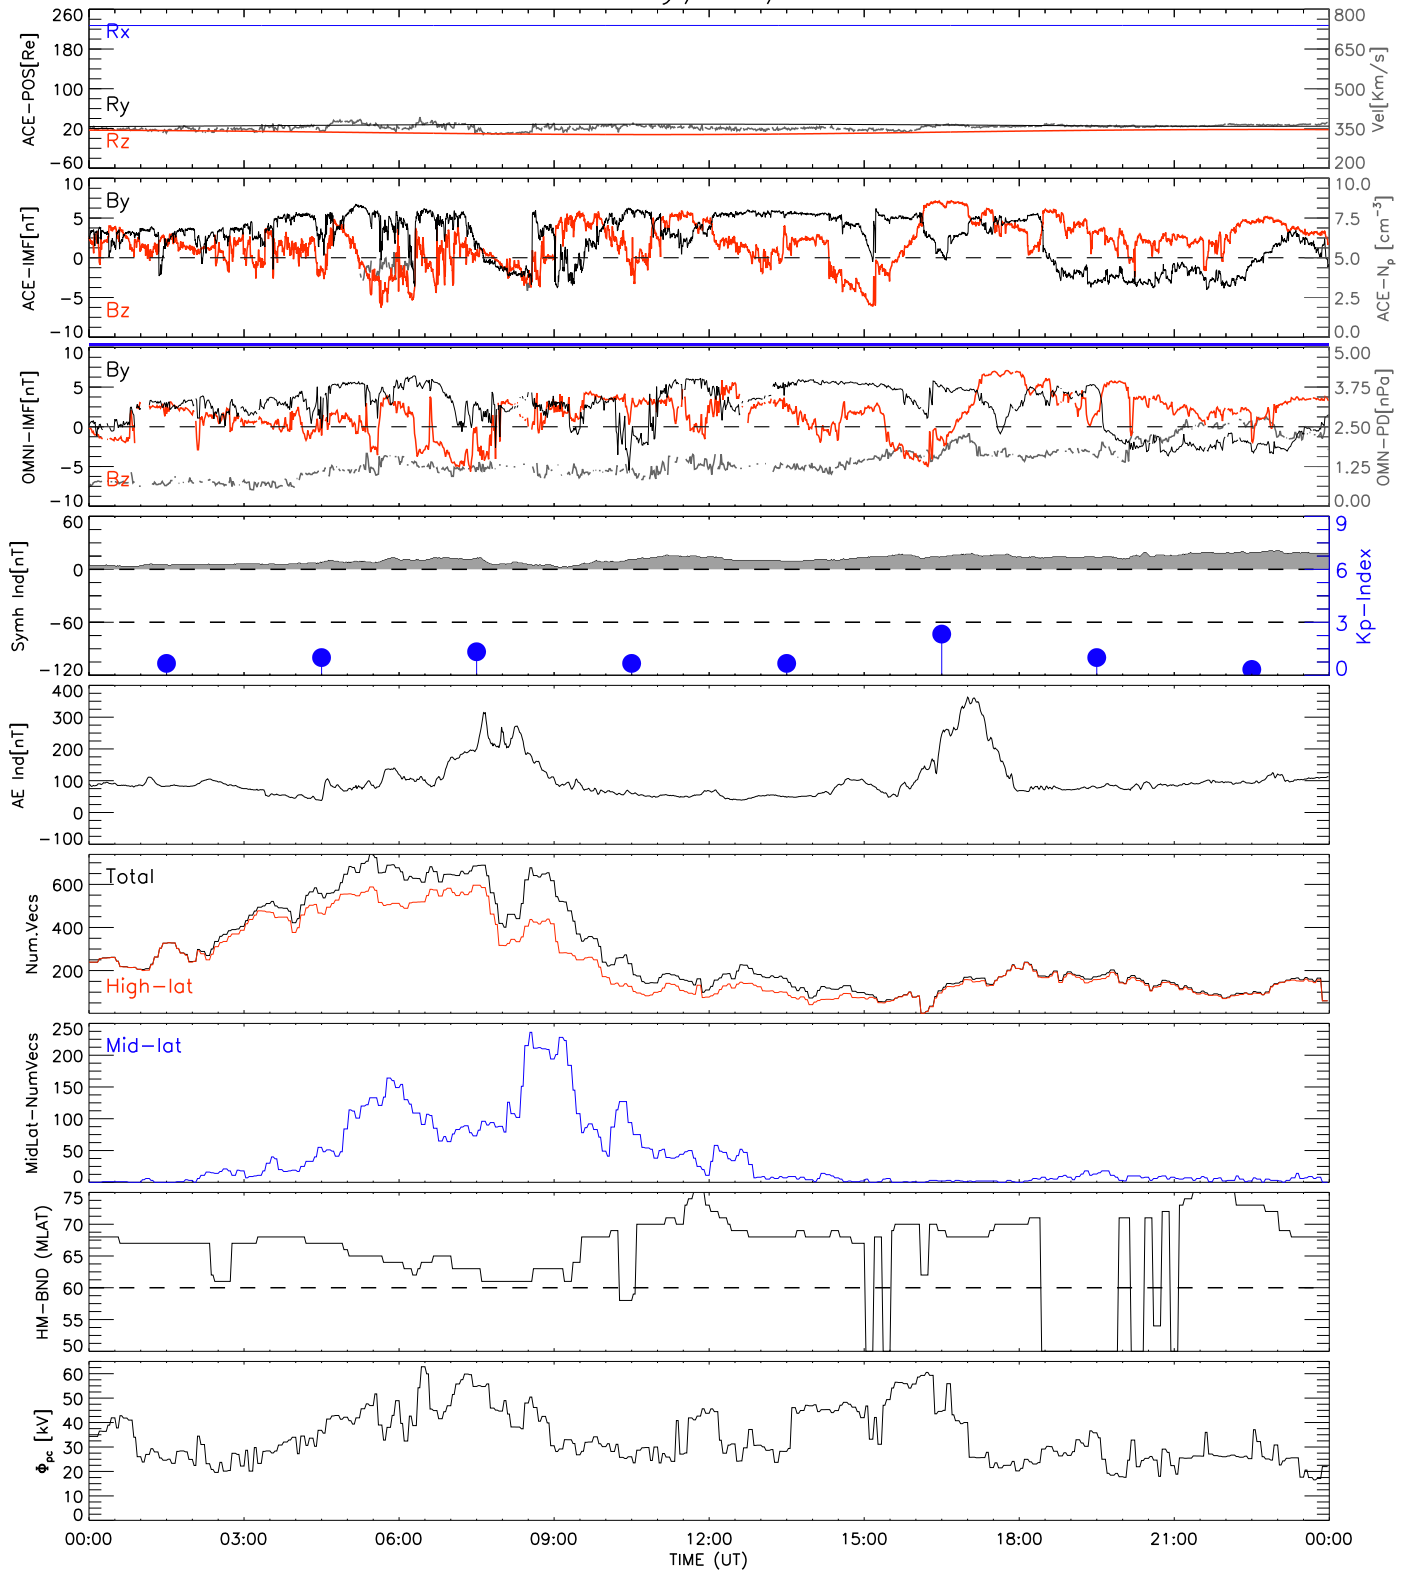 260
180
100
20
−60
ACE−POS[Re]
Rx
Ry
Rz
800
650
500
350
200
Vel[Km/s]
10
5
0
−5
−10
ACE−IMF[nT]
By
Bz
10.0
7.5
5.0
2.5
0.0
ACE−Np [cm−3]
10
5
0
−5
−10
OMNI−IMF[nT]
By
Bz
5.00
3.75
2.50
1.25
0.00
OMN−PD[nPa]
60
0
−60
−120
Symh Ind[nT]
9
6
3
0
Kp−Index
400
300
200
100
0
−100
AE Ind[nT]
600
400
200
Num.Vecs
Total
High−lat
250
200
150
100
50
0
MidLat−NumVecs
Mid−lat
75
70
65
60
55
50
HM−BND (MLAT)
60
50
40
30
20
10
0
Φpc [kV]
00:00 03:00 06:00 09:00 12:00 15:00 18:00 21:00 00:00
TIME (UT)